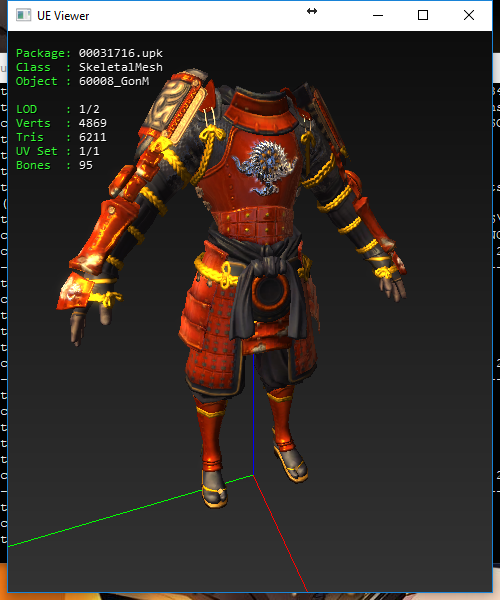 UE Viewer
Package: 00031716.upk
Class  : SkeletalMesh
Object : 60008_GonM
LOD    : 1/2
Verts  : 4869
Tris   : 6211
UV Set : 1/1
Bones  : 95